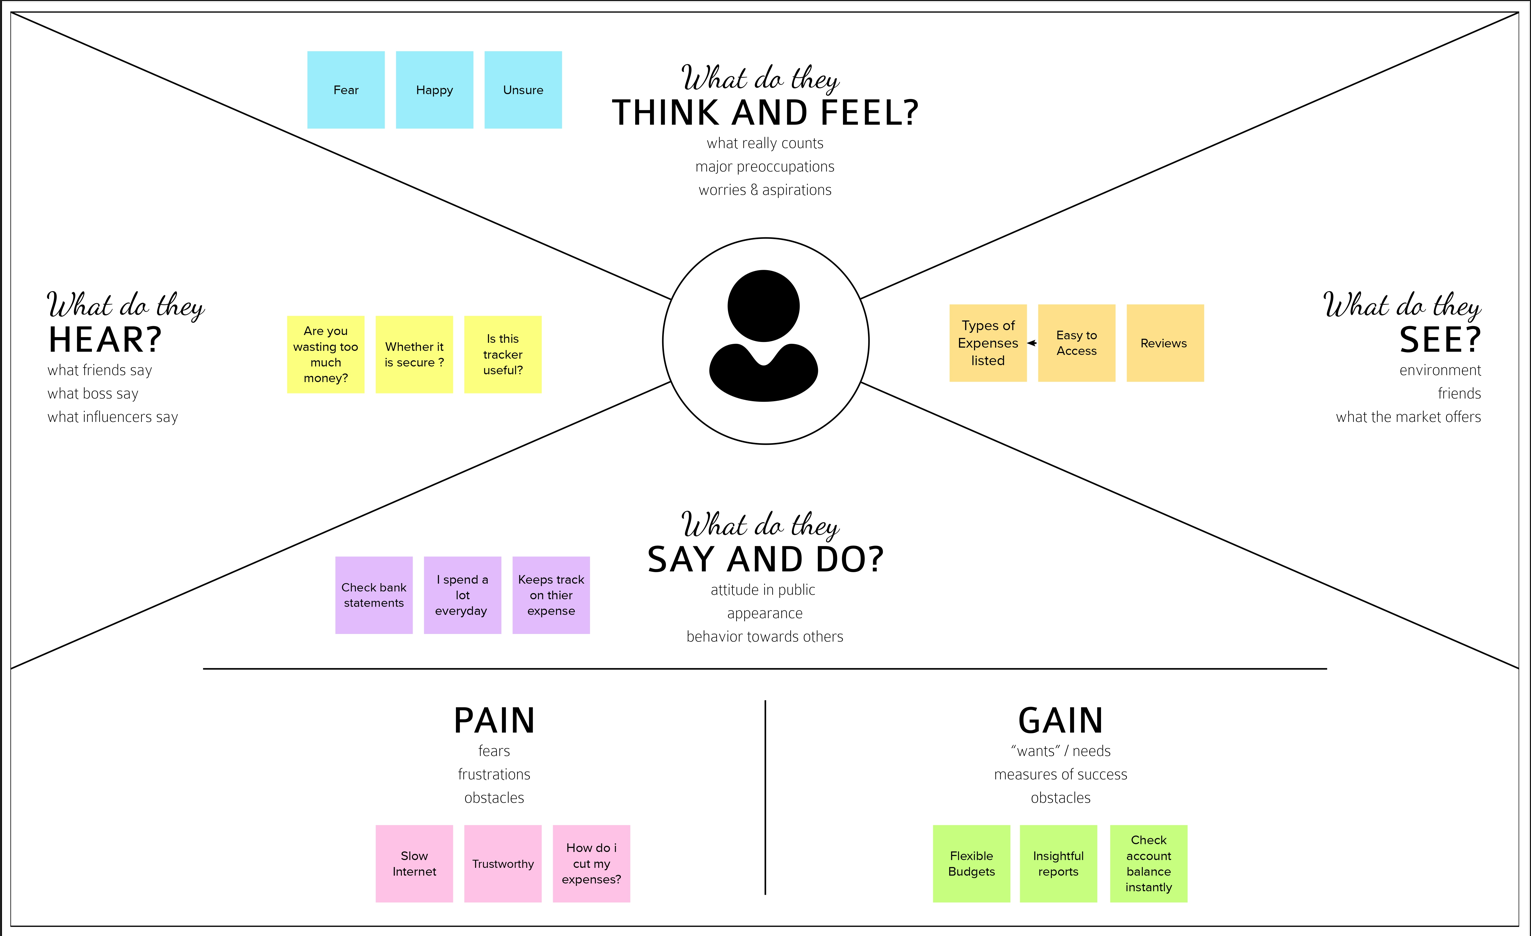 Fear
Happy
Unsure
What do they
THINK AND FEEL?
what really counts
major preoccupations
worries & aspirations
What do they
HEAR?
what friends say
what boss say
what influencers say
Are you
wasting too
much
money?
Whether it
is secure ?
Is this
tracker
useful?
Types of
Expenses
listed
Easy to
Access
Reviews
What do they
SEE?
environment
friends
what the market offers
What do they
SAY AND DO?
attitude in public
appearance
behavior towards others
Check bank
statements
I spend a
lot
everyday
Keeps track
on thier
expense
PAIN
fears
frustrations
obstacles
Slow
Internet
Trustworthy
How do i
cut my
expenses?
GAIN
“wants” / needs
measures of success
obstacles
Flexible
Budgets
Insightful
reports
Check
account
balance
instantly